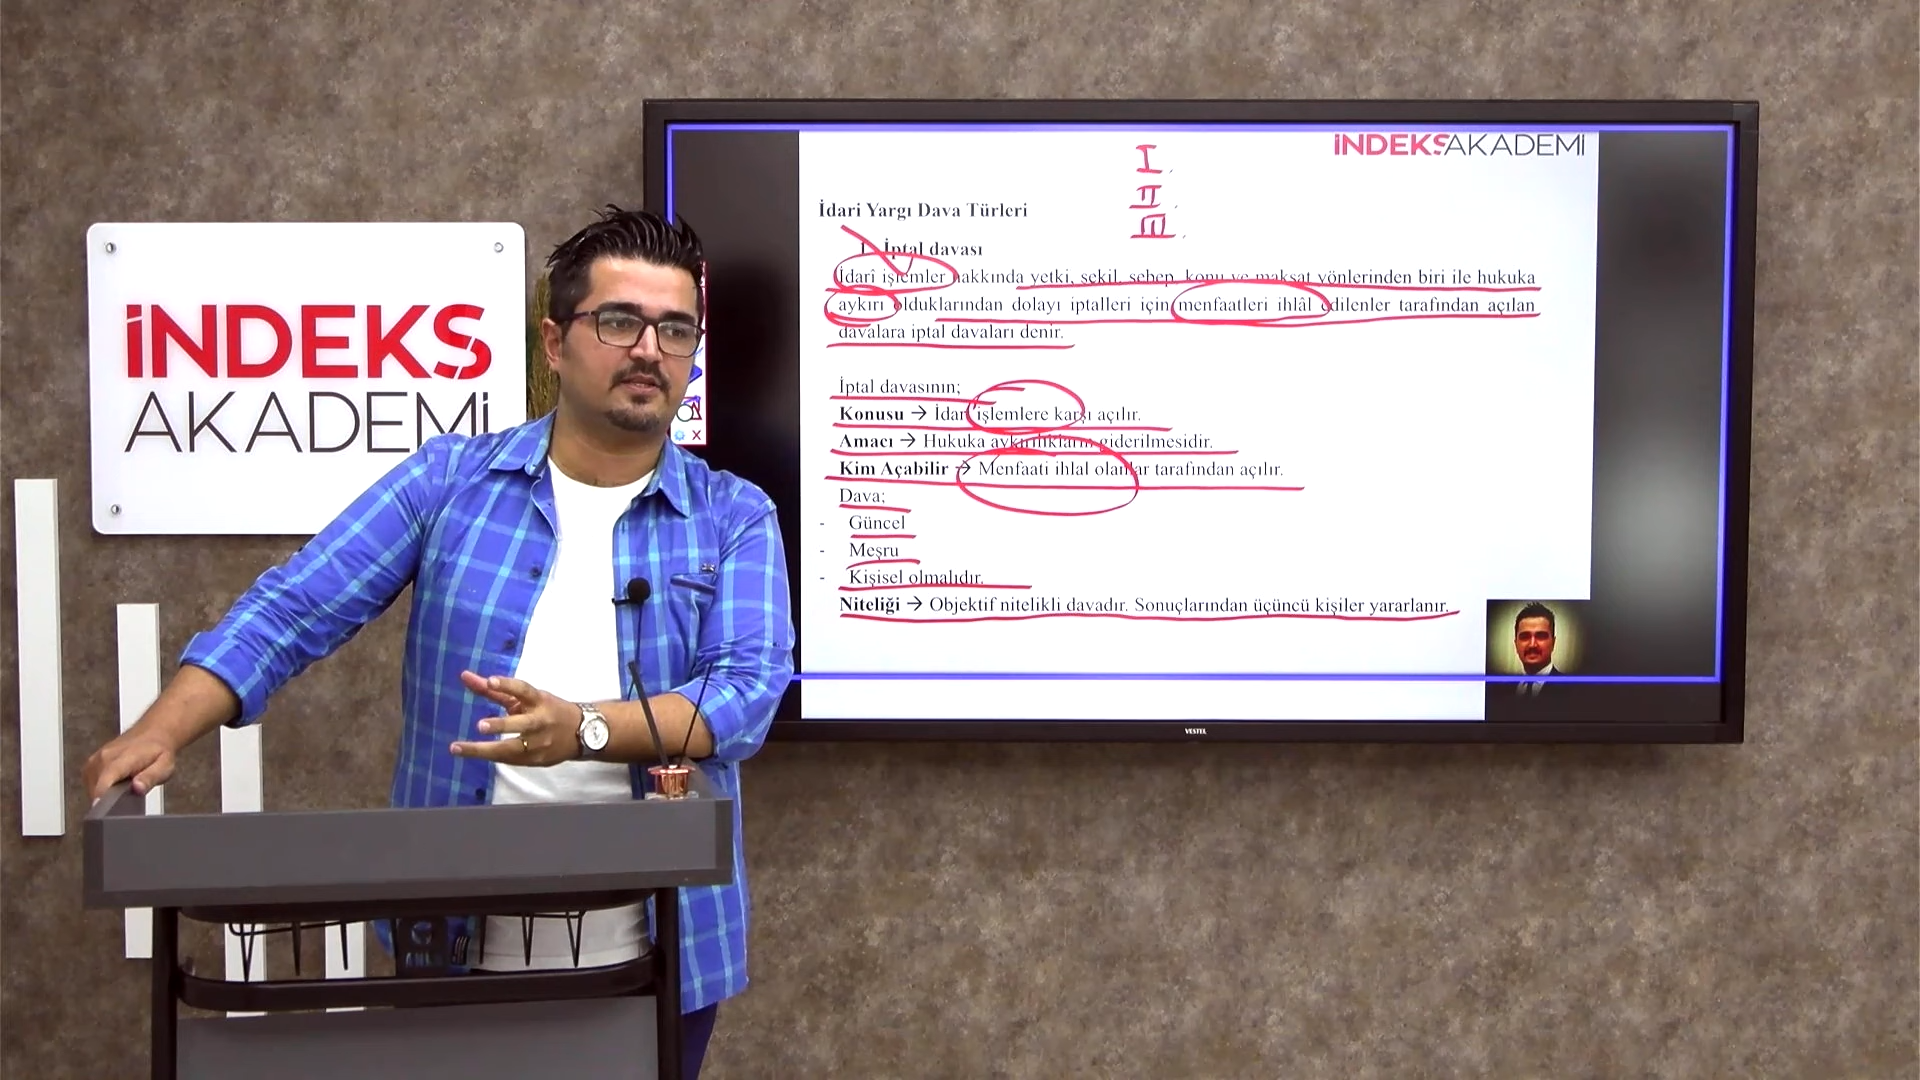 İNDEKS
AKADEMİ
İNDEKSAKADEMİ
I.
II.
III.
İdari Yargı Dava Türleri
1. İptal davası
İdarî işlemler hakkında yetki, şekil, sebep, konu ve maksat yönlerinden biri ile hukuka
aykırı olduklarından dolayı iptalleri için menfaatleri ihlâl edilenler tarafından açılan
davalara iptal davaları denir.
İptal davasının;
Konusu → İdari işlemlere karşı açılır.
Amacı → Hukuka aykırılıkların giderilmesidir.
Kim Açabilir → Menfaati ihlal olanlar tarafından açılır.
Dava;
- Güncel
- Meşru
- Kişisel olmalıdır.
Niteliği → Objektif nitelikli davadır. Sonuçlarından üçüncü kişiler yararlanır.
VESTEL